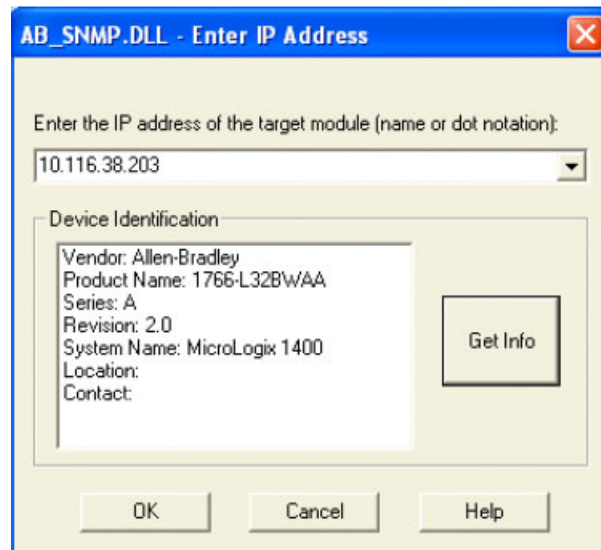 AB_SNMP.DLL - Enter IP Address
Enter the IP address of the target module (name or dot notation):
10.116.38.203
Device Identification
Vendor: Allen-Bradley
Product Name: 1766-L32BWAA
Series: A
Revision: 2.0
System Name: MicroLogix 1400
Location:
Contact:
Get Info
OK
Cancel
Help